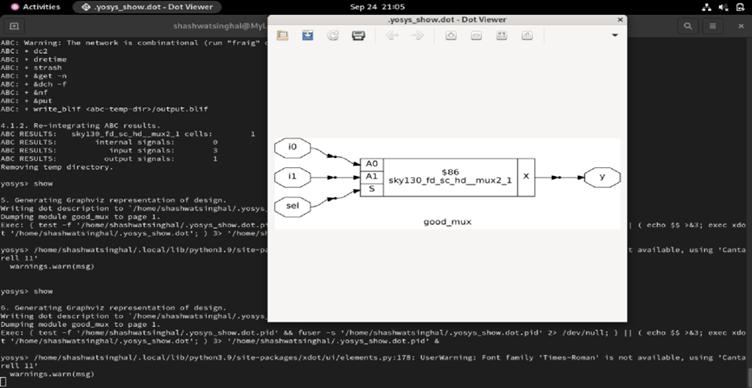 Activities
.yosys_show.dot
Sep 24 21:05
shashwatsinghal@MyL
.yosys_show.dot - Dot Viewer
ABC: Warning: The network is combinational (run "fraig"
ABC: + dc2
ABC: + dretime
ABC: + strash
ABC: + &get -n
ABC: + &dch -f
ABC: + &nf
ABC: + &put
ABC: + write_blif <abc-temp-dir>/output.blif
4.1.2. Re-integrating ABC results.
ABC RESULTS: sky130_fd_sc_hd__mux2_1 cells: 1
ABC RESULTS: internal signals: 0
ABC RESULTS: input signals: 3
ABC RESULTS: output signals: 1
Removing temp directory.
yosys> show
5. Generating Graphviz representation of design.
Writing dot description to `/home/shashwatsinghal/.yosys
Dumping module good_mux to page 1.
Exec: { test -f '/home/shashwatsinghal/.yosys_show.dot.pi
|| ( echo $$ >&3; exec xdo
t '/home/shashwatsinghal/.yosys_show.dot'; ) 3> '/home/sh
yosys> /home/shashwatsinghal/.local/lib/python3.9/site-pa
t available, using 'Canta
rell 11'
warnings.warn(msg)
i0
i1
sel
A0
A1
S
$86
sky130_fd_sc_hd__mux2_1
X
y
good_mux
yosys> show
6. Generating Graphviz representation of design.
Writing dot description to `/home/shashwatsinghal/.yosys
Dumping module good_mux to page 1.
Exec: { test -f '/home/shashwatsinghal/.yosys_show.dot.pid' && fuser -s '/home/shashwatsinghal/.yosys_show.dot.pid' 2> /dev/null; } || ( echo $$ >&3; exec xdo
t '/home/shashwatsinghal/.yosys_show.dot'; ) 3> '/home/shashwatsinghal/.yosys_show.dot.pid' &
yosys> /home/shashwatsinghal/.local/lib/python3.9/site-packages/xdot/ui/elements.py:178: UserWarning: Font family 'Times-Roman' is not available, using 'Canta
rell 11'
warnings.warn(msg)